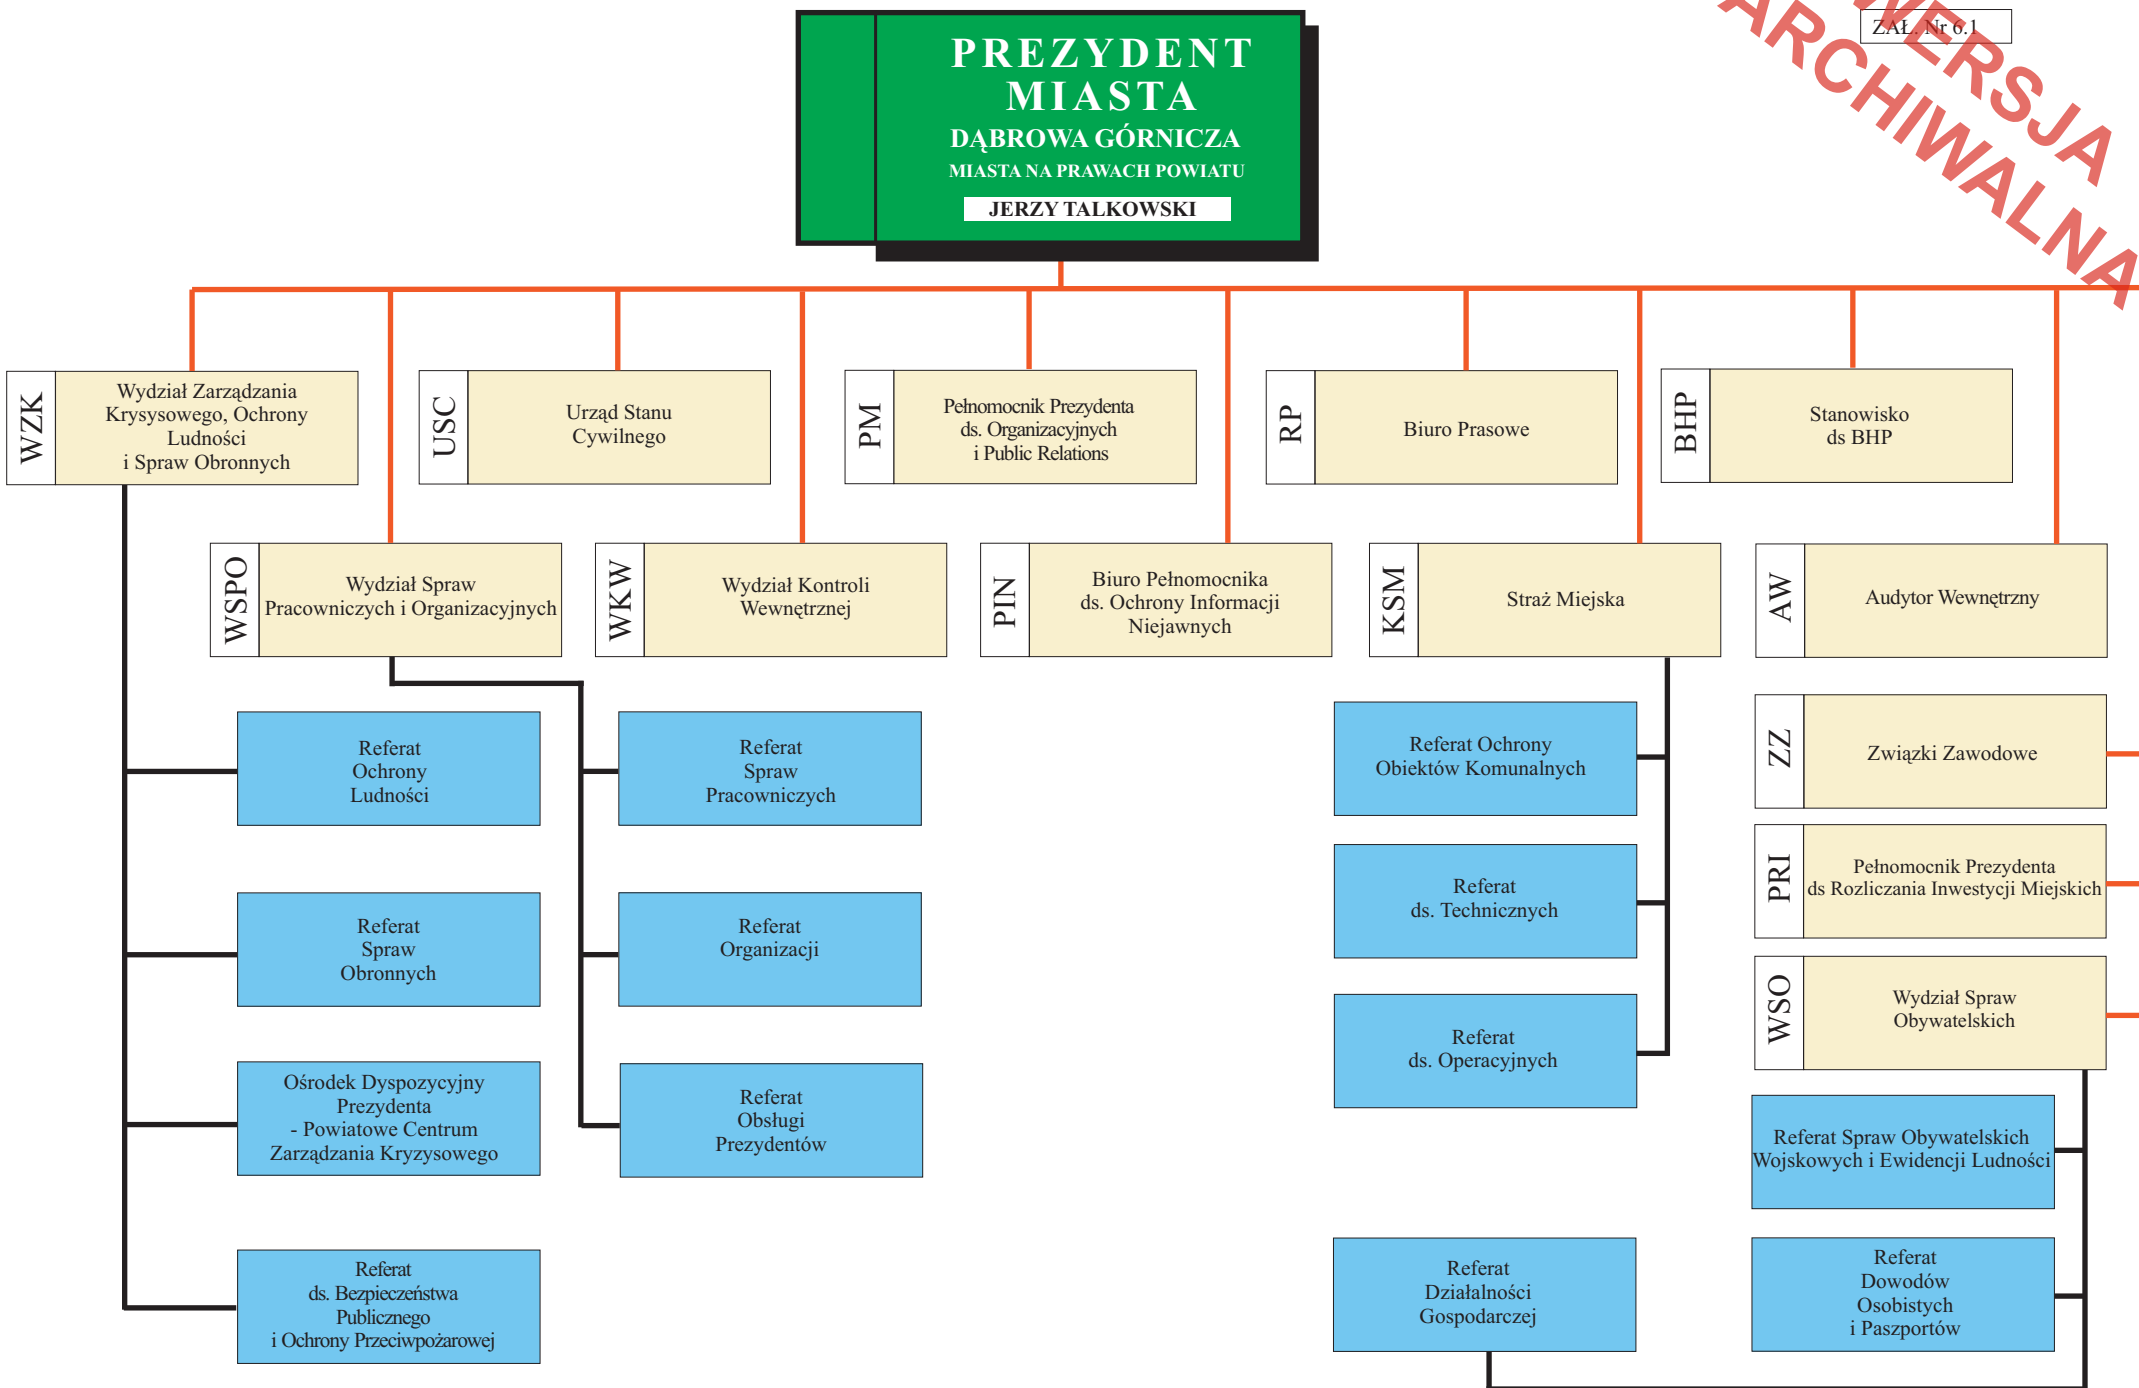 PREZYDENT
MIASTA
DĄBROWA GÓRNICZA
MIASTA NA PRAWACH POWIATU
JERZY TALKOWSKI
ZAŁ. Nr 6.1
WERSJA
ARCHIWALNA
WZK
Wydział Zarządzania
Krysysowego, Ochrony
Ludności
i Spraw Obronnych
USC
Urząd Stanu
Cywilnego
PM
Pełnomocnik Prezydenta
ds. Organizacyjnych
i Public Relations
RP
Biuro Prasowe
BHP
Stanowisko
ds BHP
WSPO
Wydział Spraw
Pracowniczych i Organizacyjnych
WKW
Wydział Kontroli
Wewnętrznej
PIN
Biuro Pełnomocnika
ds. Ochrony Informacji
Niejawnych
KSM
Straż Miejska
AW
Audytor Wewnętrzny
ZZ
Związki Zawodowe
PRI
Pełnomocnik Prezydenta
ds Rozliczania Inwestycji Miejskich
WSO
Wydział Spraw
Obywatelskich
Referat
Ochrony
Ludności
Referat
Spraw
Obronnych
Ośrodek Dyspozycyjny
Prezydenta
- Powiatowe Centrum
Zarządzania Kryzysowego
Referat
ds. Bezpieczeństwa
Publicznego
i Ochrony Przeciwpożarowej
Referat
Spraw
Pracowniczych
Referat
Organizacji
Referat
Obsługi
Prezydentów
Referat Ochrony
Obiektów Komunalnych
Referat
ds. Technicznych
Referat
ds. Operacyjnych
Referat
Działalności
Gospodarczej
Referat Spraw Obywatelskich
Wojskowych i Ewidencji Ludności
Referat
Dowodów
Osobistych
i Paszportów